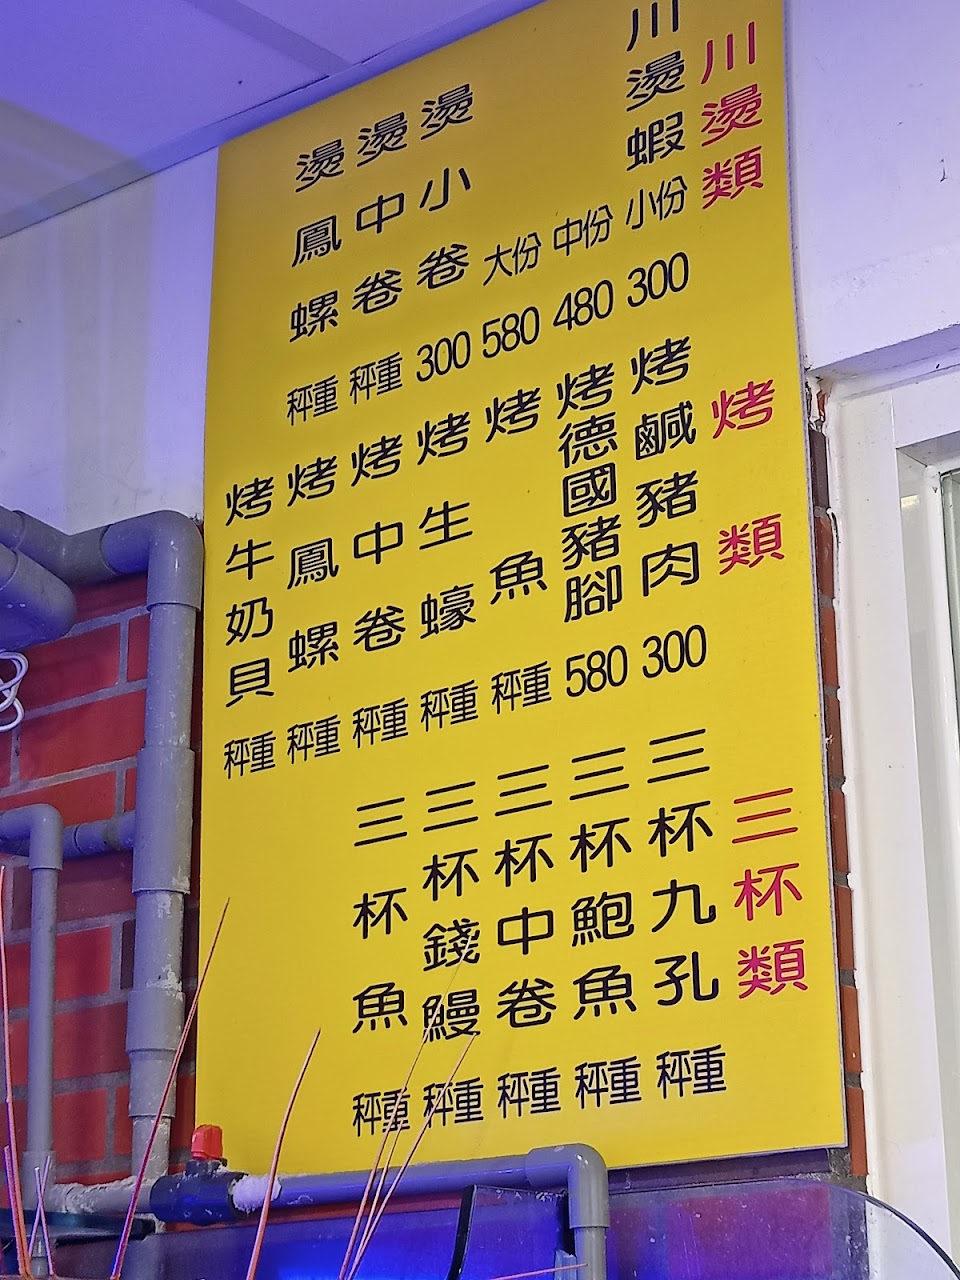 川燙類
川燙蝦
小份 300
中份 480
大份 580
燙小卷 300
燙中卷 秤重
燙鳳螺 秤重
烤類
烤鹹豬肉 300
烤德國豬腳 580
烤魚 秤重
烤生蠔 秤重
烤中卷 秤重
烤鳳螺 秤重
烤牛奶貝 秤重
三杯類
三杯九孔 秤重
三杯鮑魚 秤重
三杯中卷 秤重
三杯錢鰻 秤重
三杯魚 秤重